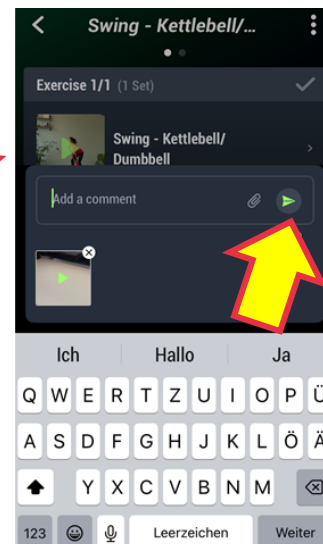 Swing - Kettlebell/...
Exercise 1/1 (1 Set)
Swing - Kettlebell/
Dumbbell
Add a comment
Ich Hallo Ja
Q W E R T Z U I O P Ü
A S D F G H J K L Ö Ä
Y X C V B N M
123 Leerzeichen Weiter